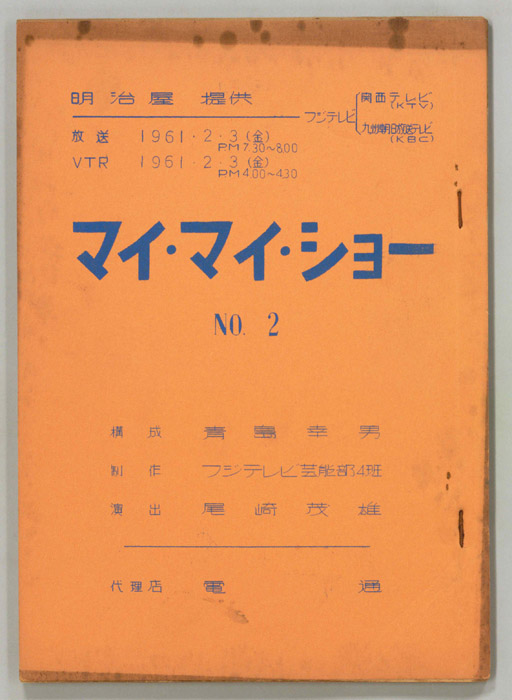 明治屋 提供
フジテレビ
関西テレビ
(KTV)
九州朝日放送テレビ
(KBC)
放送 1961・2・3(金)
PM7.30~8.00
VTR 1961・2・3(金)
PM4.00~4.30
マイ・マイ・ショー
NO. 2
構成 青島幸男
制作 フジテレビ芸能部4班
演出 尾崎茂雄
代理店 電通